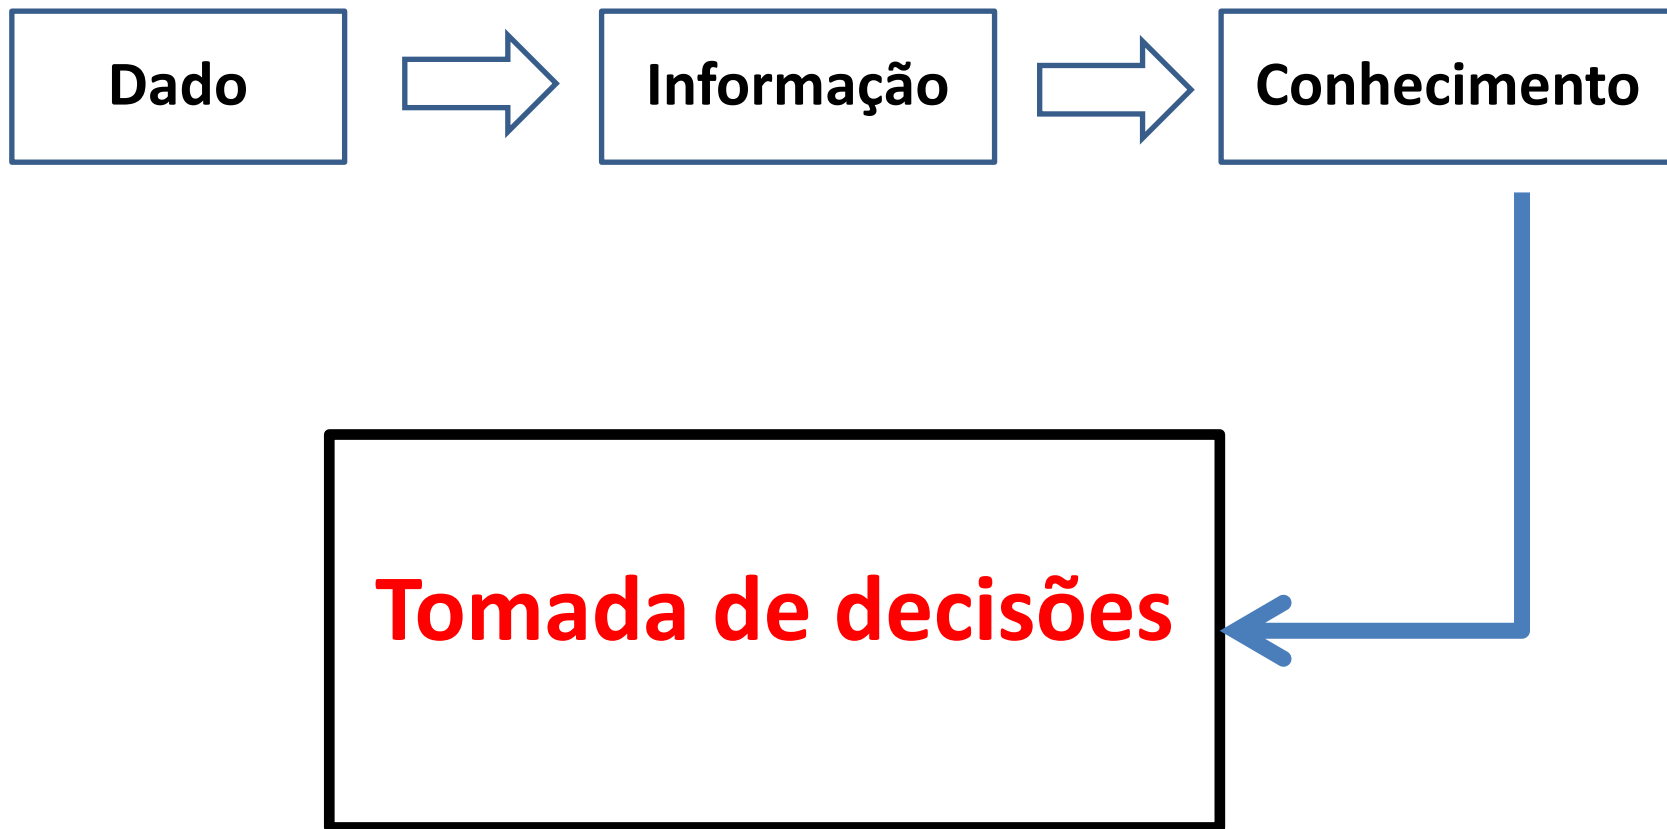 Dado
Informação
Conhecimento
Tomada de decisões